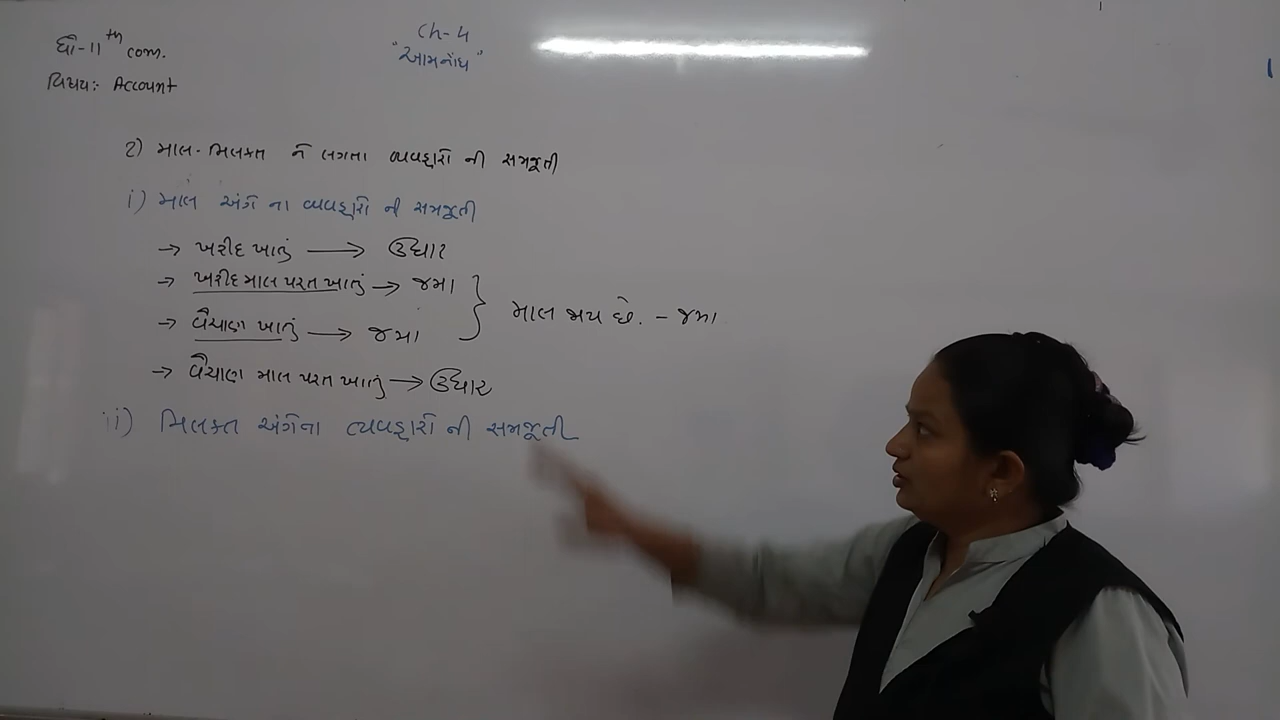 ધો-11th com.
વિષય:- Account
Ch-4
"આમનોંધ"
2) માલ-મિલકત ને લગતા વ્યવહારો ની સમજૂતી
i) માલ અંગે ના વ્યવહારો ની સમજૂતી
→ ખરીદ ખાતું → ઉધાર
→ ખરીદ માલ પરત ખાતું → જમા
→ વેચાણ ખાતું → જમા
માલ જાય છે. - જમા
→ વેચાણ માલ પરત ખાતું → ઉધાર
ii) મિલકત અંગેના વ્યવહારો ની સમજૂતી